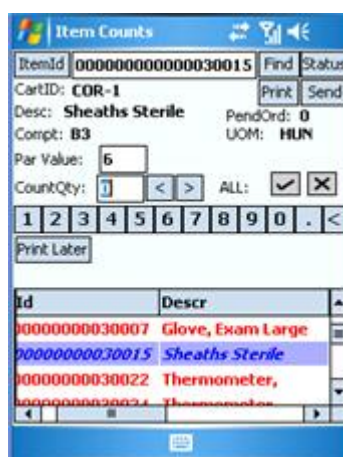 Item Counts
ItemId 000000000000030015 Find Status
CartID: COR-1 Print Send
Desc: Sheaths Sterile PendOrd: 0
Compt: B3 UOM: HUN
Par Value: 6
CountQty: < > ALL:
1 2 3 4 5 6 7 8 9 0 . <
Print Later
Id Descr
00000000030007 Glove, Exam Large
00000000030015 Sheaths Sterile
00000000030022 Thermometer,